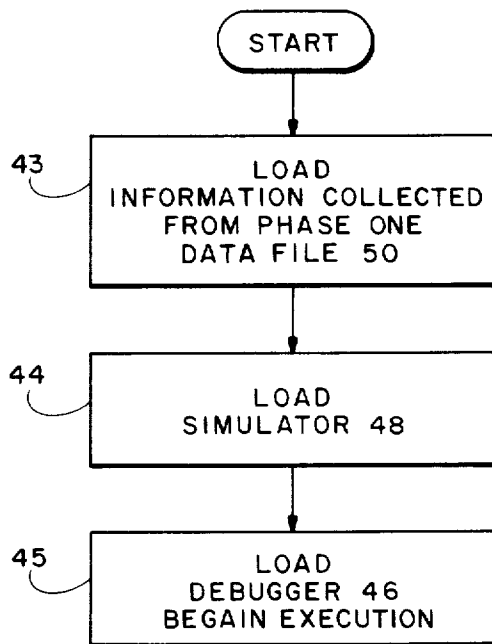 START
43
LOAD
INFORMATION COLLECTED
FROM PHASE ONE
DATA FILE 50
44
LOAD
SIMULATOR 48
45
LOAD
DEBUGGER 46
BEGAIN EXECUTION